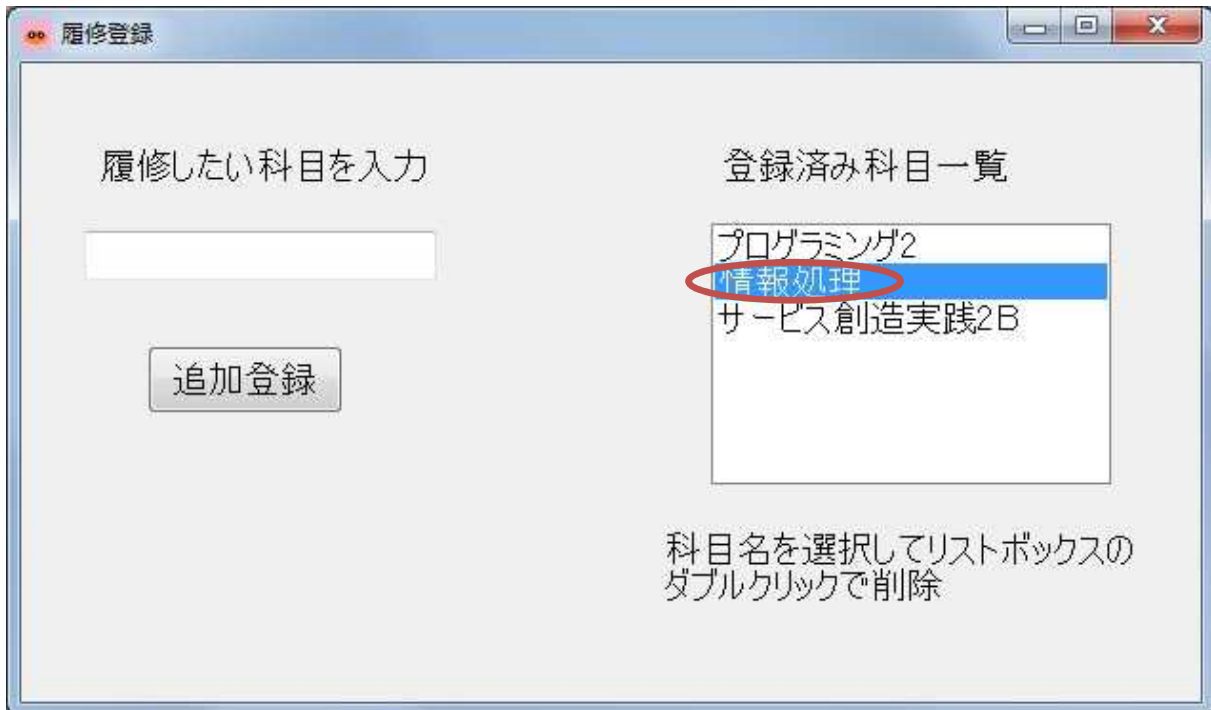 履修登録
履修したい科目を入力
追加登録
登録済み科目一覧
プログラミング2
情報処理
サービス創造実践2B
科目名を選択してリストボックスの
ダブルクリックで削除